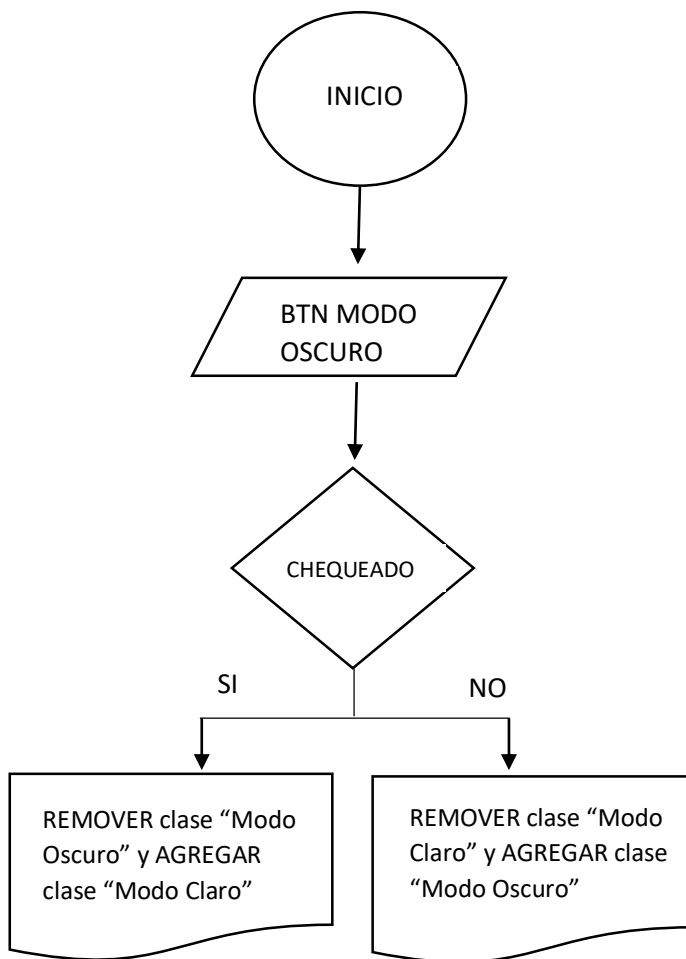 INICIO
BTN MODO
OSCURO
CHEQUEADO
SI
NO
REMOVER clase “Modo
Oscuro” y AGREGAR
clase “Modo Claro”
REMOVER clase “Modo
Claro” y AGREGAR clase
“Modo Oscuro”